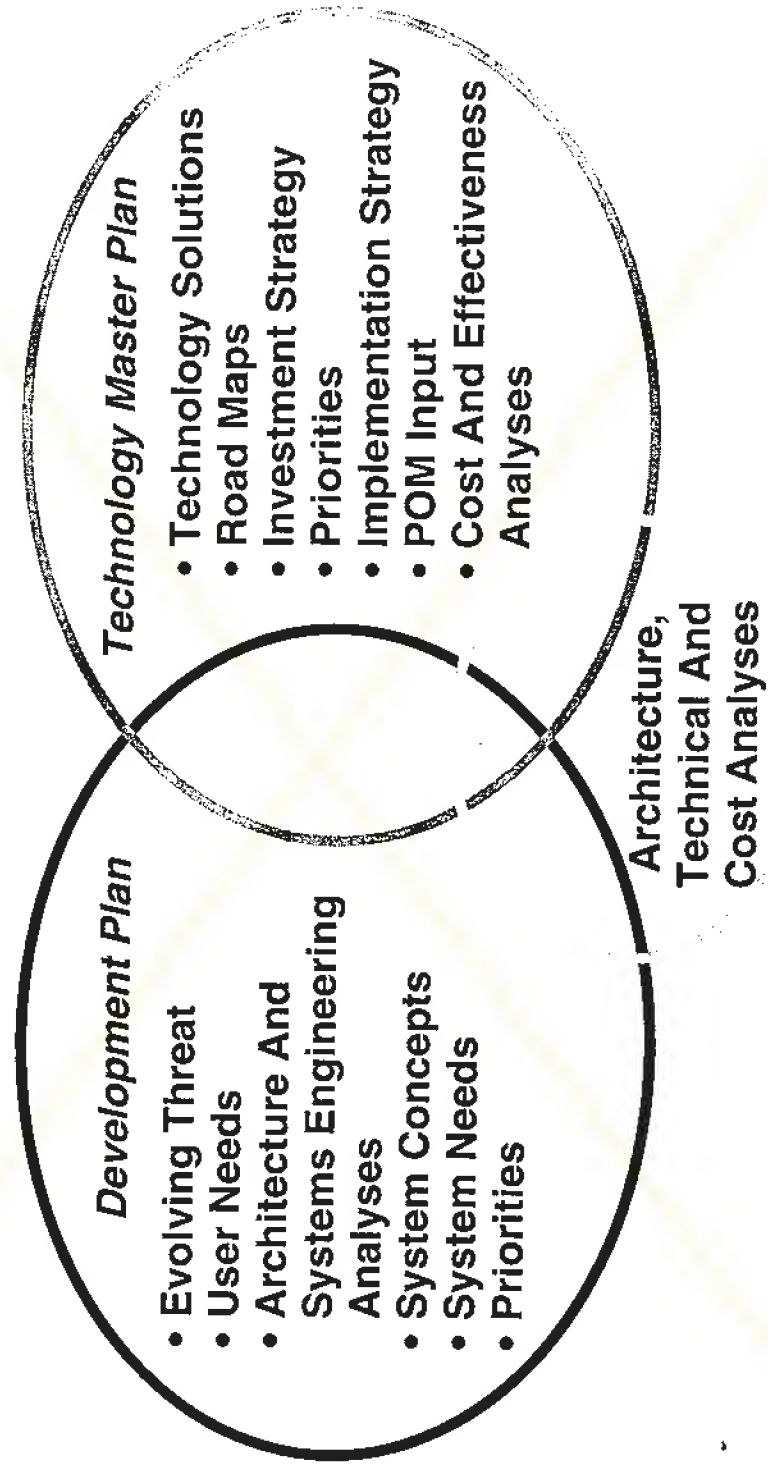 Development Plan
• Evolving Threat
• User Needs
• Architecture And
Systems Engineering
Analyses
• System Concepts
• System Needs
• Priorities
Technology Master Plan
• Technology Solutions
• Road Maps
• Investment Strategy
• Priorities
• Implementation Strategy
• POM Input
• Cost And Effectiveness
Analyses
Architecture,
Technical And
Cost Analyses